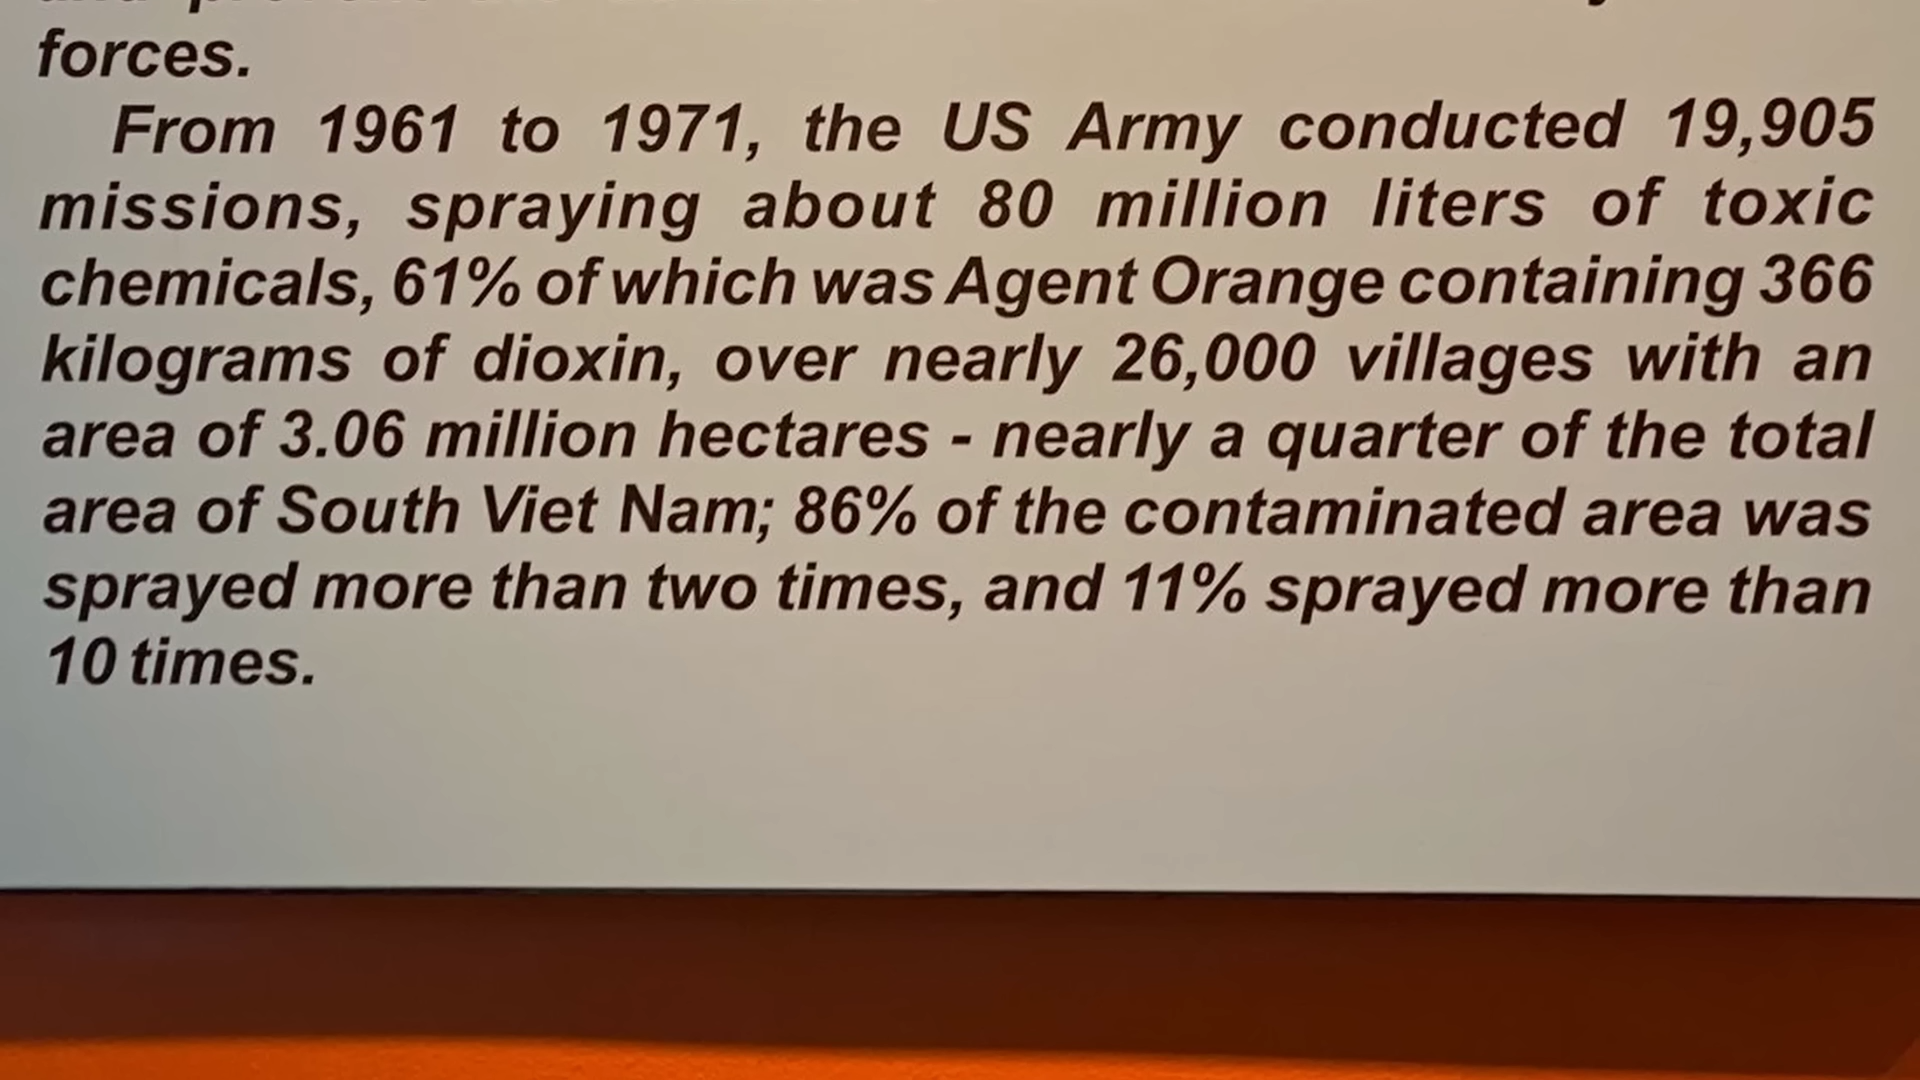 forces.
From 1961 to 1971, the US Army conducted 19,905
missions, spraying about 80 million liters of toxic
chemicals, 61% of which was Agent Orange containing 366
kilograms of dioxin, over nearly 26,000 villages with an
area of 3.06 million hectares - nearly a quarter of the total
area of South Viet Nam; 86% of the contaminated area was
sprayed more than two times, and 11% sprayed more than
10 times.